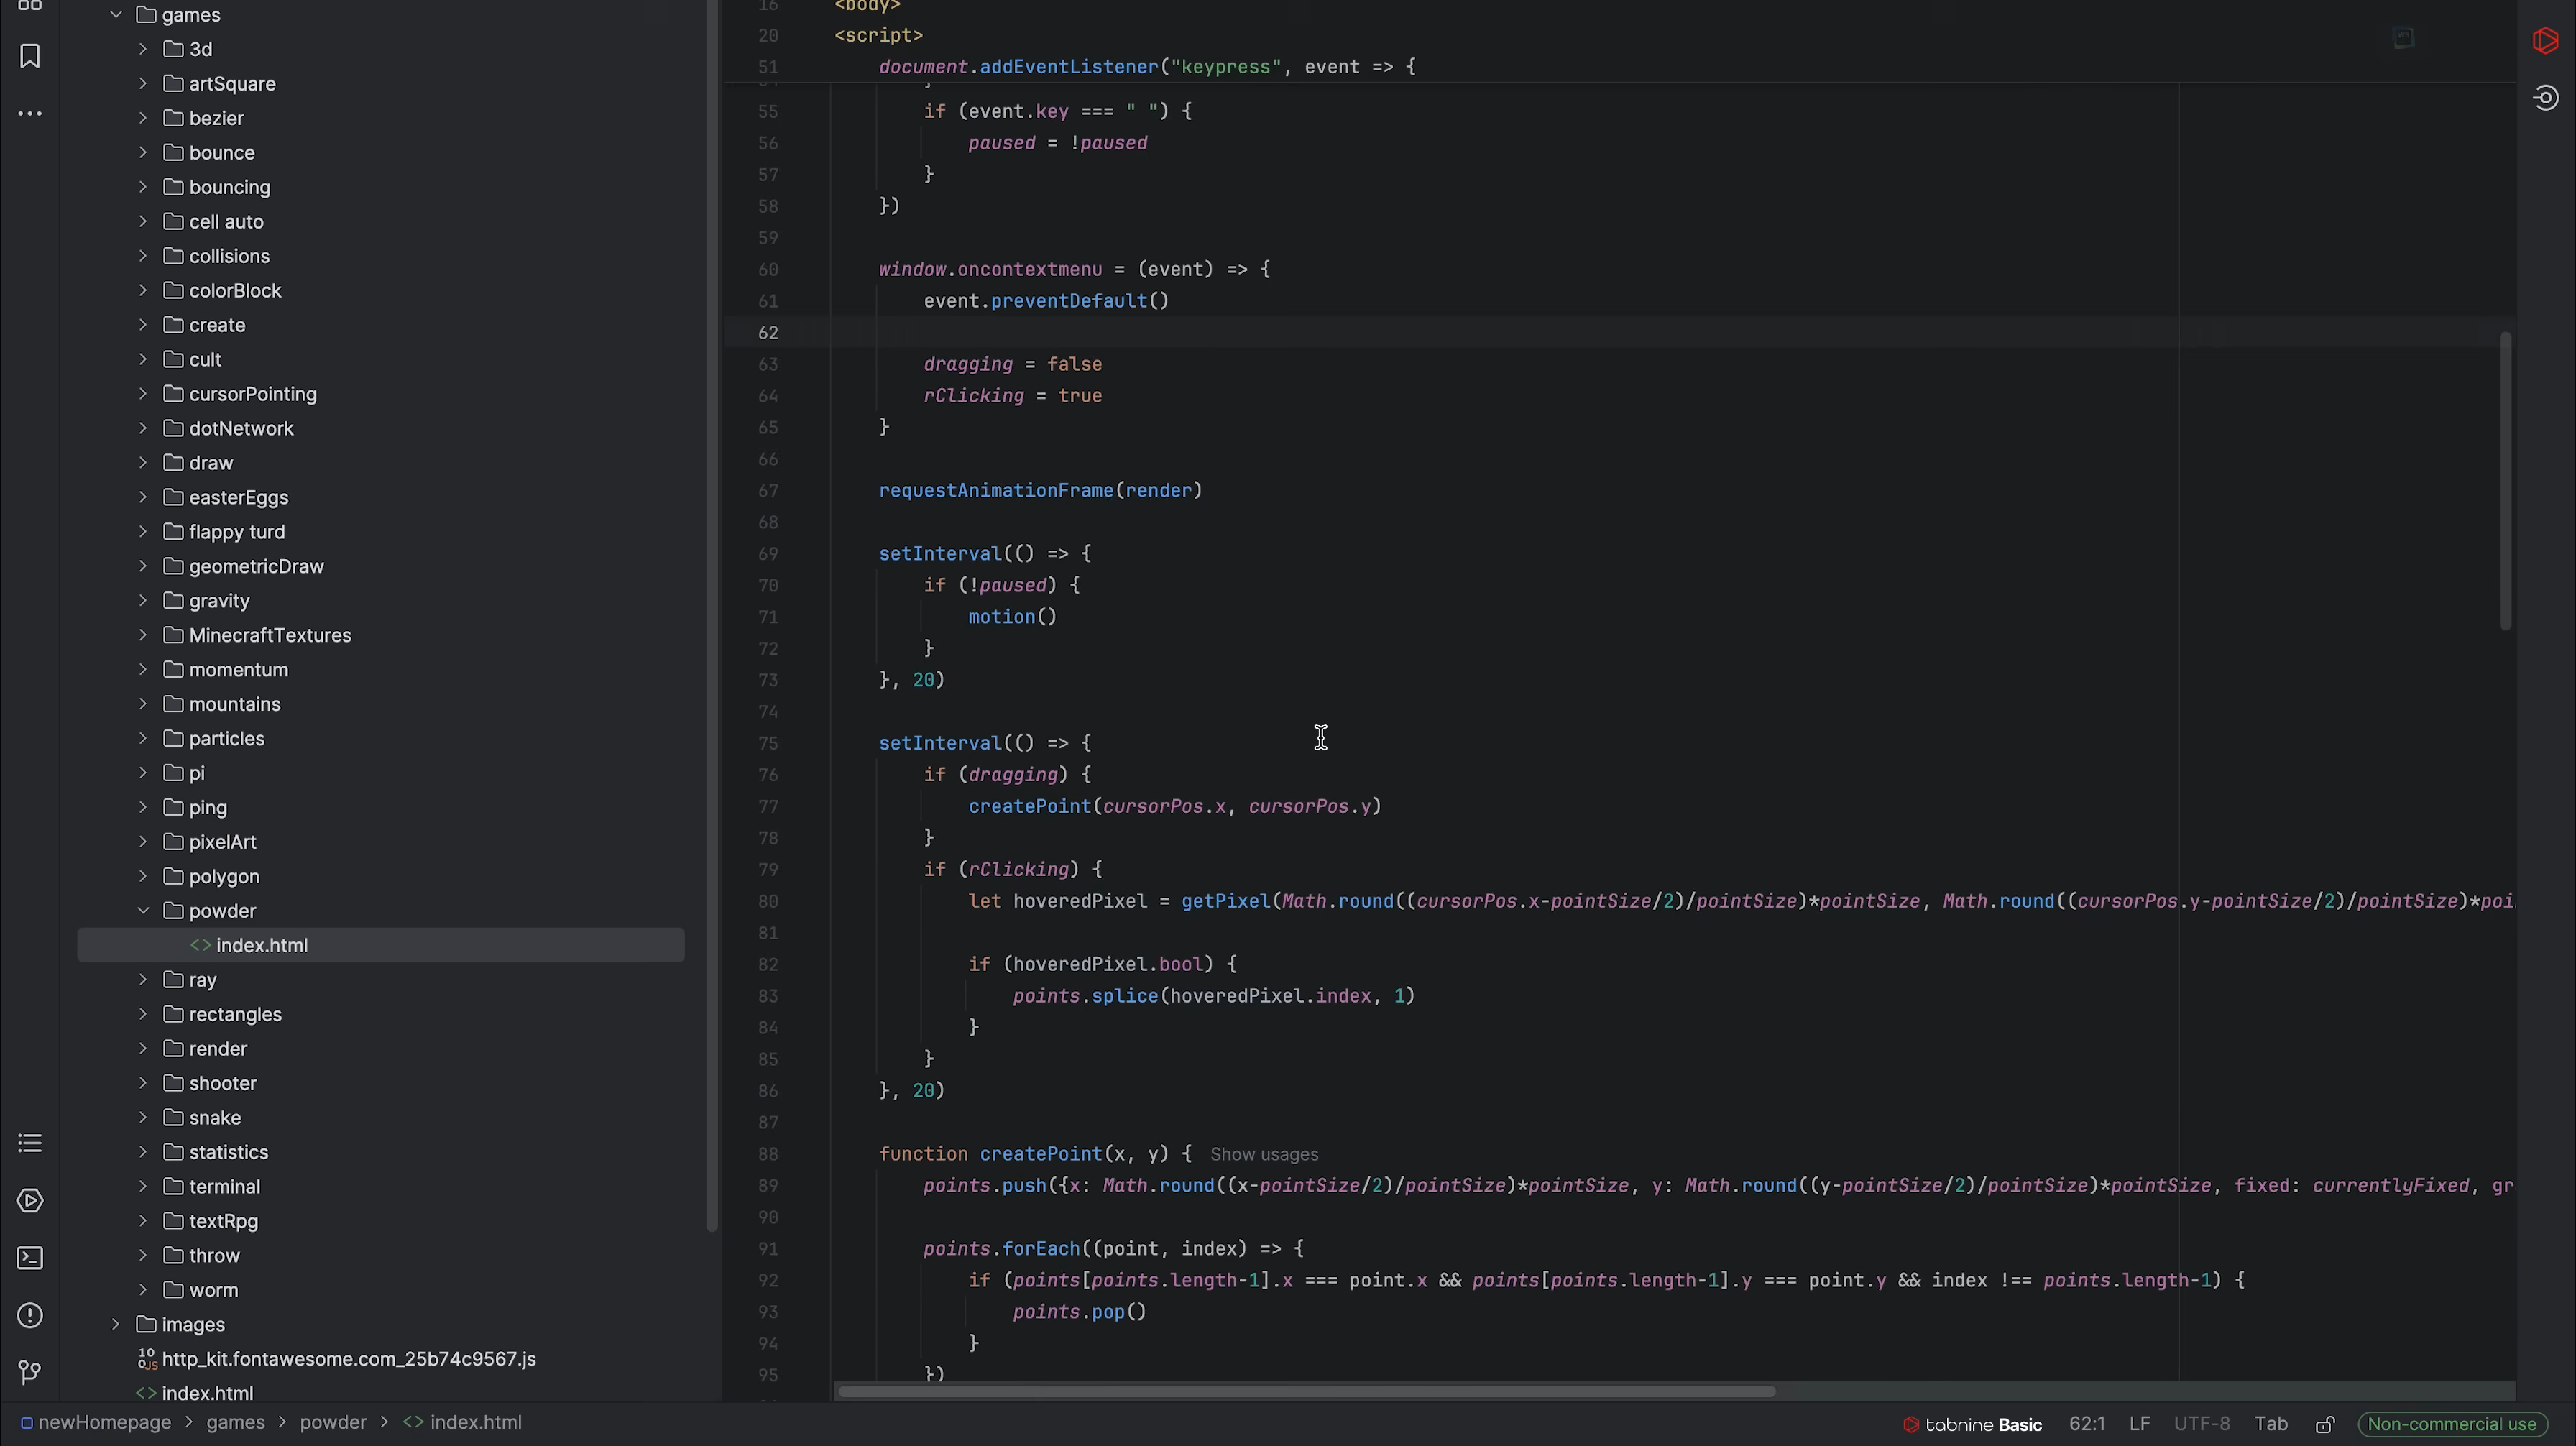 games
3d
artSquare
bezier
bounce
bouncing
cell auto
collisions
colorBlock
create
cult
cursorPointing
dotNetwork
draw
easterEggs
flappy turd
geometricDraw
gravity
MinecraftTextures
momentum
mountains
particles
pi
ping
pixelArt
polygon
powder
<> index.html
ray
rectangles
render
shooter
snake
statistics
terminal
textRpg
throw
worm
images
http_kit.fontawesome.com_25b74c9567.js
<> index.html
16 <body>
20 <script>
51 document.addEventListener("keypress", event => {
55 if (event.key === " ") {
56 paused = !paused
57 }
58 })
59
60 window.oncontextmenu = (event) => {
61 event.preventDefault()
62
63 dragging = false
64 rClicking = true
65 }
66
67 requestAnimationFrame(render)
68
69 setInterval(() => {
70 if (!paused) {
71 motion()
72 }
73 }, 20)
74
75 setInterval(() => {
76 if (dragging) {
77 createPoint(cursorPos.x, cursorPos.y)
78 }
79 if (rClicking) {
80 let hoveredPixel = getPixel(Math.round((cursorPos.x-pointSize/2)/pointSize)*pointSize, Math.round((cursorPos.y-pointSize/2)/pointSize)*poi
81
82 if (hoveredPixel.bool) {
83 points.splice(hoveredPixel.index, 1)
84 }
85 }
86 }, 20)
87
88 function createPoint(x, y) { Show usages
89 points.push({x: Math.round((x-pointSize/2)/pointSize)*pointSize, y: Math.round((y-pointSize/2)/pointSize)*pointSize, fixed: currentlyFixed, gr
90
91 points.forEach((point, index) => {
92 if (points[points.length-1].x === point.x && points[points.length-1].y === point.y && index !== points.length-1) {
93 points.pop()
94 }
95 })
newHomepage > games > powder > <> index.html
tabnine Basic 62:1 LF UTF-8 Tab Non-commercial use